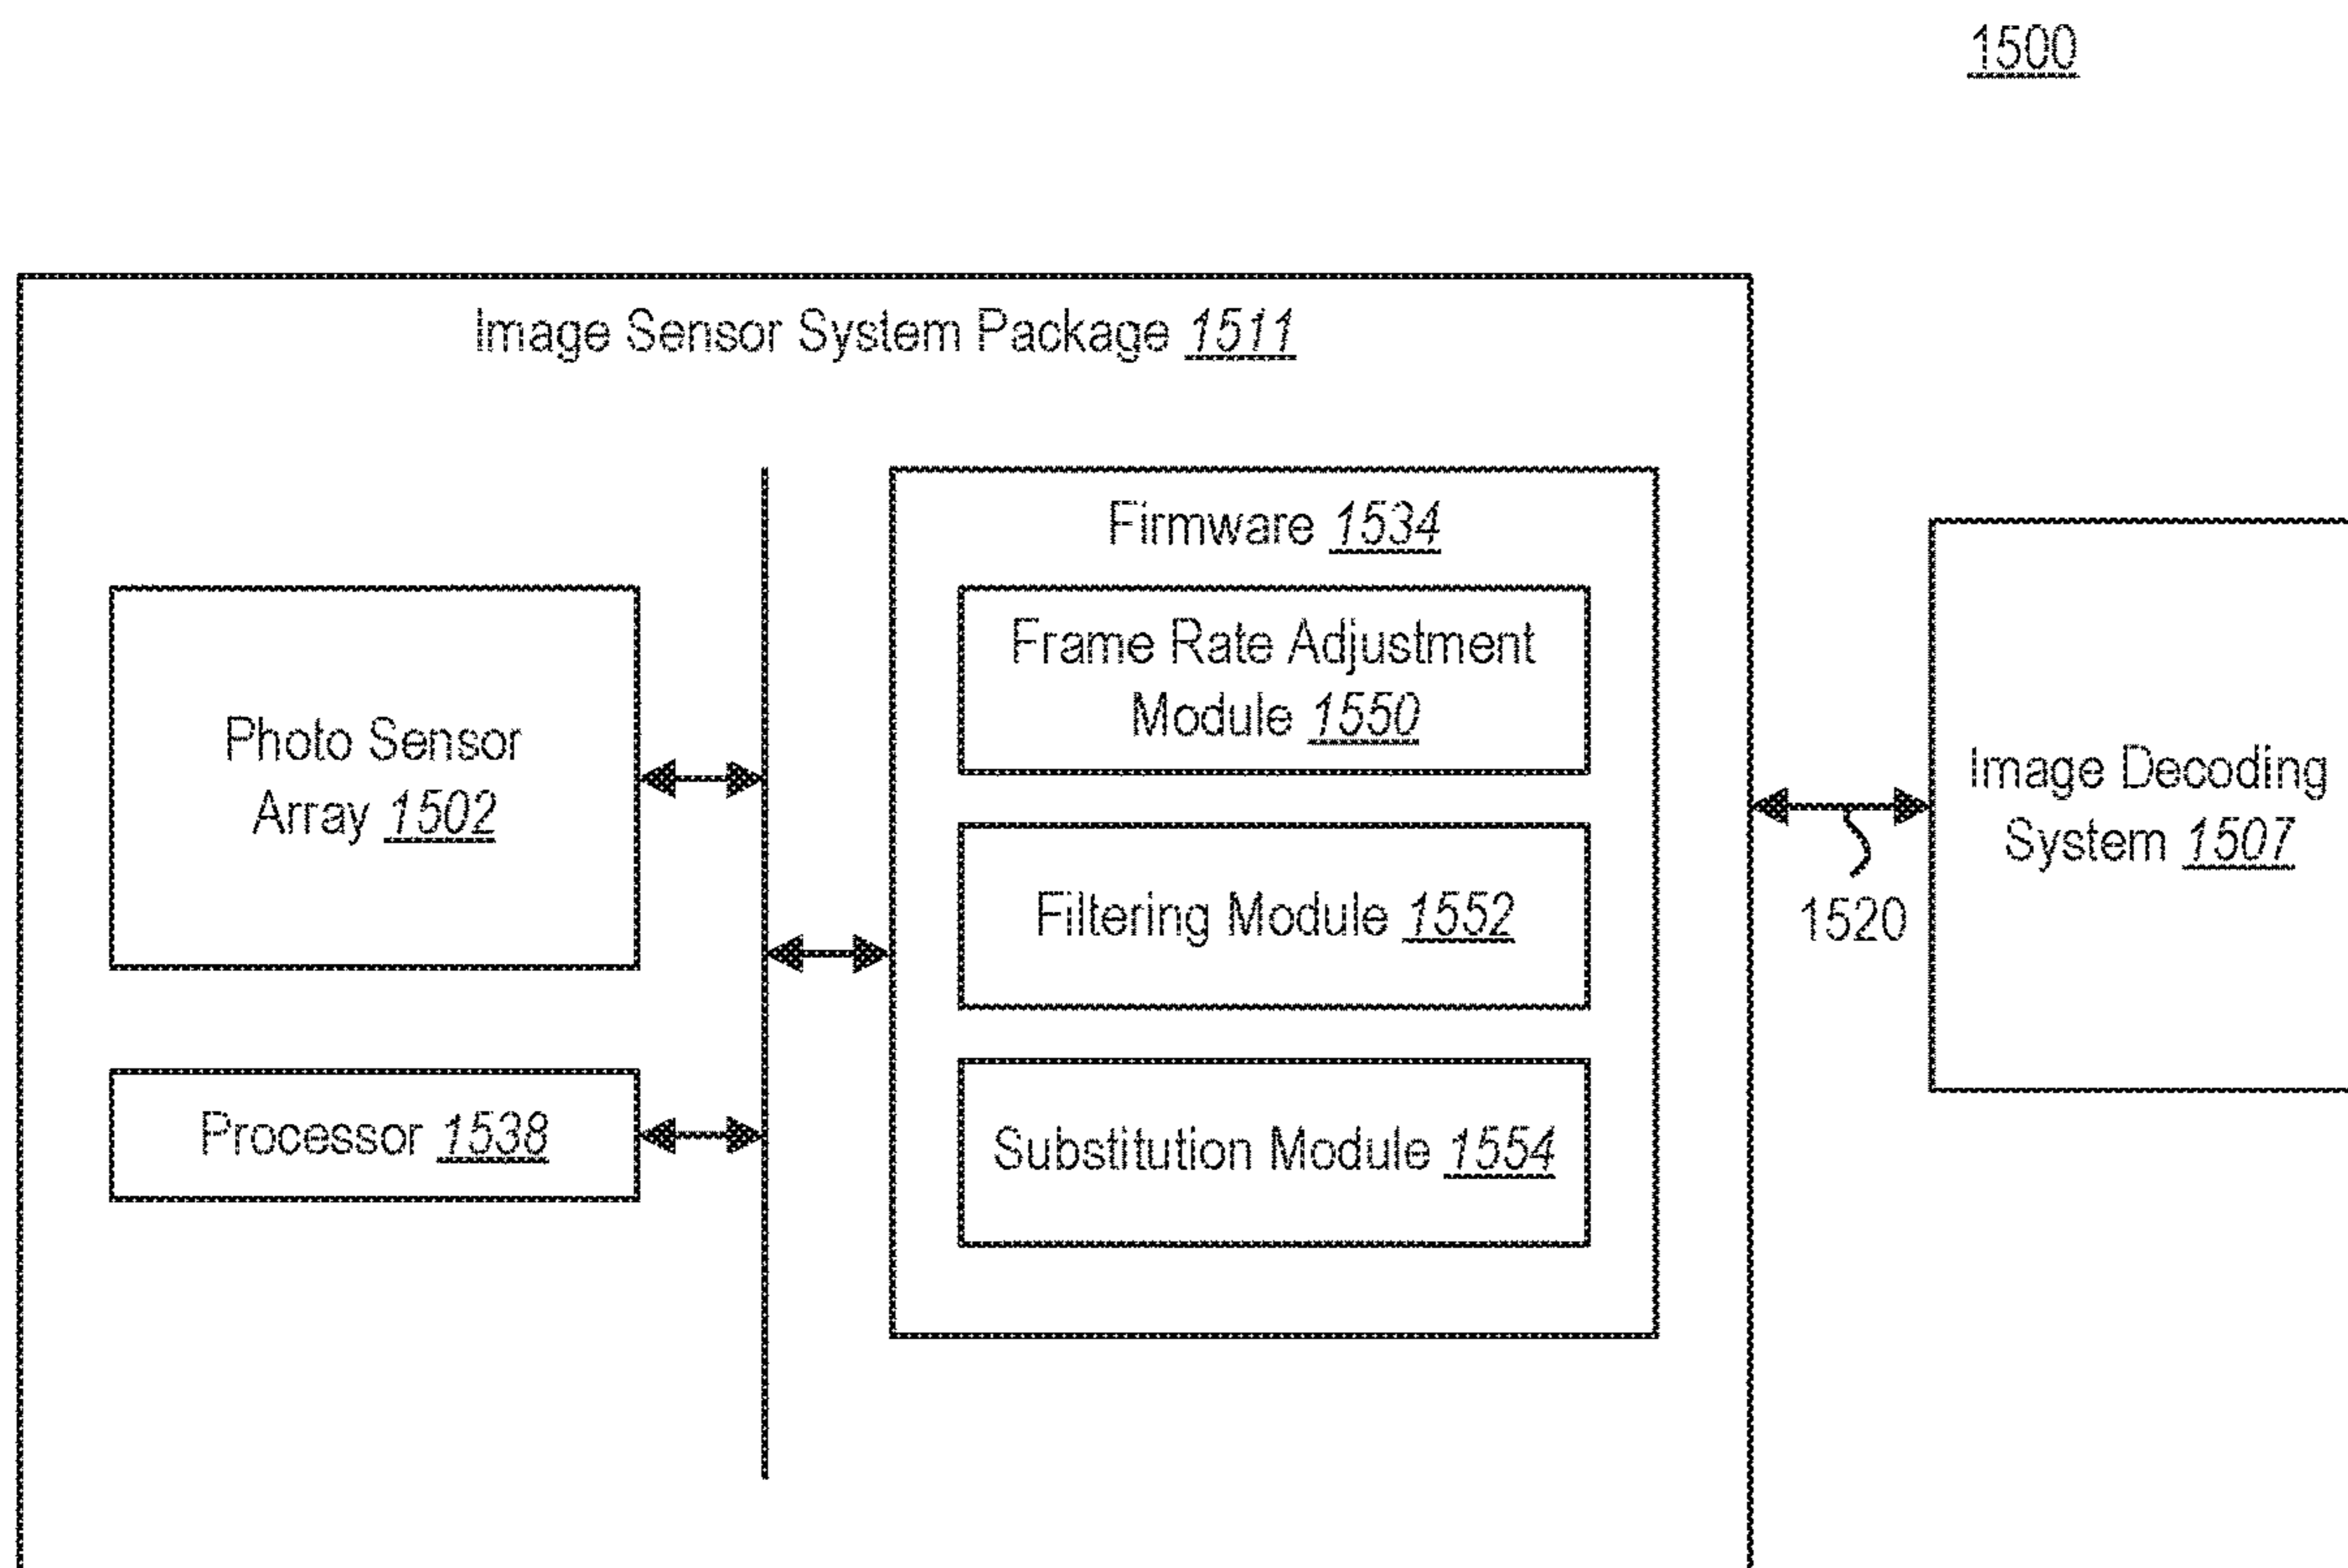 1500
Image Sensor System Package 1511
Firmware 1534
Frame Rate Adjustment
Module 1550
Photo Sensor
Array 1502
Filtering Module 1552
Image Decoding
System 1507
1520
Processor 1538
Substitution Module 1554